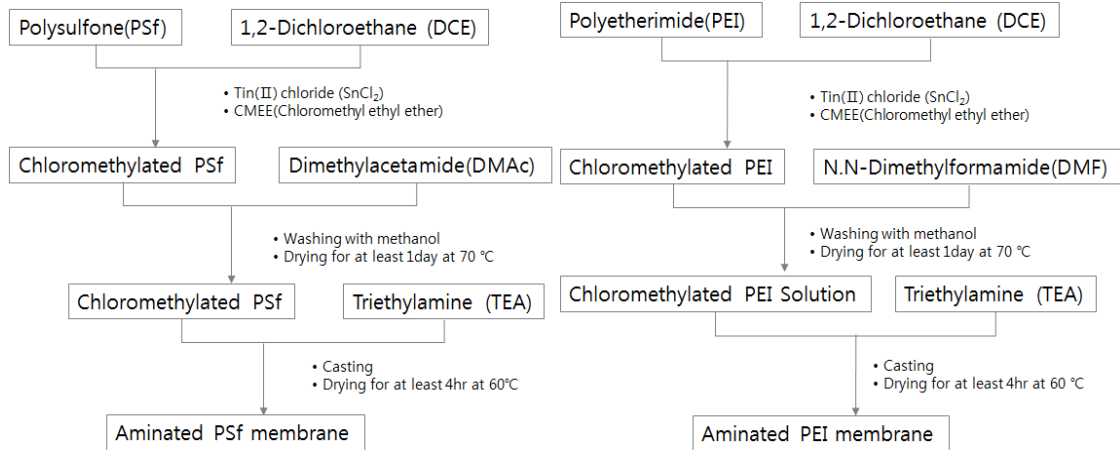 Polysulfone(PSf)
1,2-Dichloroethane (DCE)
• Tin(Ⅱ) chloride (SnCl₂)
• CMEE(Chloromethyl ethyl ether)
Chloromethylated PSf
Dimethylacetamide(DMAc)
• Washing with methanol
• Drying for at least 1day at 70 ℃
Chloromethylated PSf
Triethylamine (TEA)
• Casting
• Drying for at least 4hr at 60℃
Aminated PSf membrane
Polyetherimide(PEI)
1,2-Dichloroethane (DCE)
• Tin(Ⅱ) chloride (SnCl₂)
• CMEE(Chloromethyl ethyl ether)
Chloromethylated PEI
N.N-Dimethylformamide(DMF)
• Washing with methanol
• Drying for at least 1day at 70 ℃
Chloromethylated PEI Solution
Triethylamine (TEA)
• Casting
• Drying for at least 4hr at 60 ℃
Aminated PEI membrane